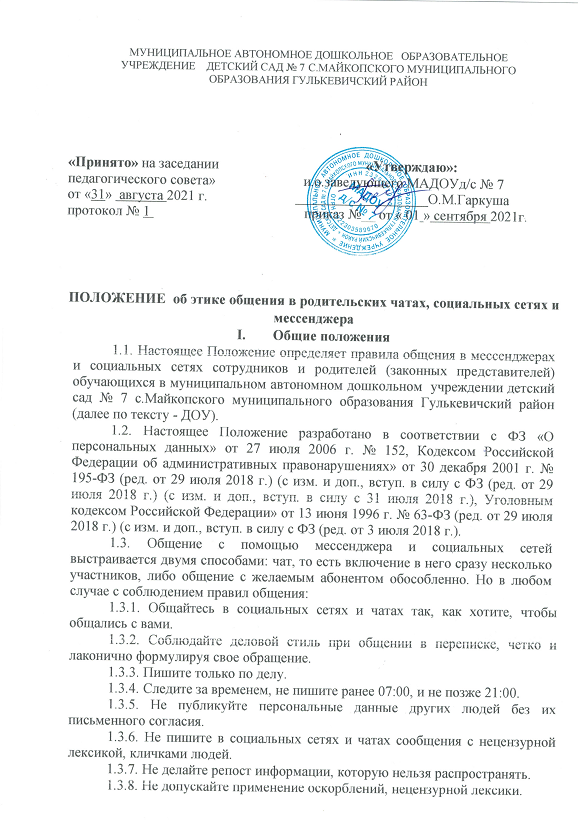 МУНИЦИПАЛЬНОЕ АВТОНОМНОЕ ДОШКОЛЬНОЕ ОБРАЗОВАТЕЛЬНОЕ
УЧРЕЖДЕНИЕ ДЕТСКИЙ САД № 7 С.МАЙКОПСКОГО МУНИЦИПАЛЬНОГО
ОБРАЗОВАНИЯ ГУЛЬКЕВИЧСКИЙ РАЙОН
«Принято» на заседании
педагогического совета»
от «31» августа 2021 г.
протокол № 1
«Утверждаю»:
и.о.заведующего МАДОУд/с № 7
О.М.Гаркуша
приказ № от « 01 » сентября 2021г.
ПОЛОЖЕНИЕ об этике общения в родительских чатах, социальных сетях и
мессенджера
I. Общие положения
1.1. Настоящее Положение определяет правила общения в мессенджерах
и социальных сетях сотрудников и родителей (законных представителей)
обучающихся в муниципальном автономном дошкольном учреждении детский
сад № 7 с.Майкопского муниципального образования Гулькевичский район
(далее по тексту - ДОУ).
1.2. Настоящее Положение разработано в соответствии с ФЗ «О
персональных данных» от 27 июля 2006 г. № 152, Кодексом Российской
Федерации об административных правонарушениях» от 30 декабря 2001 г. №
195-ФЗ (ред. от 29 июля 2018 г.) (с изм. и доп., вступ. в силу с ФЗ (ред. от 29
июля 2018 г.) (с изм. и доп., вступ. в силу с 31 июля 2018 г.), Уголовным
кодексом Российской Федерации» от 13 июня 1996 г. № 63-ФЗ (ред. от 29 июля
2018 г.) (с изм. и доп., вступ. в силу с ФЗ (ред. от 3 июля 2018 г.).
1.3. Общение с помощью мессенджера и социальных сетей
выстраивается двумя способами: чат, то есть включение в него сразу несколько
участников, либо общение с желаемым абонентом обособленно. Но в любом
случае с соблюдением правил общения:
1.3.1. Общайтесь в социальных сетях и чатах так, как хотите, чтобы
общались с вами.
1.3.2. Соблюдайте деловой стиль при общении в переписке, четко и
лаконично формулируя свое обращение.
1.3.3. Пишите только по делу.
1.3.4. Следите за временем, не пишите ранее 07:00, и не позже 21:00.
1.3.5. Не публикуйте персональные данные других людей без их
письменного согласия.
1.3.6. Не пишите в социальных сетях и чатах сообщения с нецензурной
лексикой, кличками людей.
1.3.7. Не делайте репост информации, которую нельзя распространять.
1.3.8. Не допускайте применение оскорблений, нецензурной лексики.